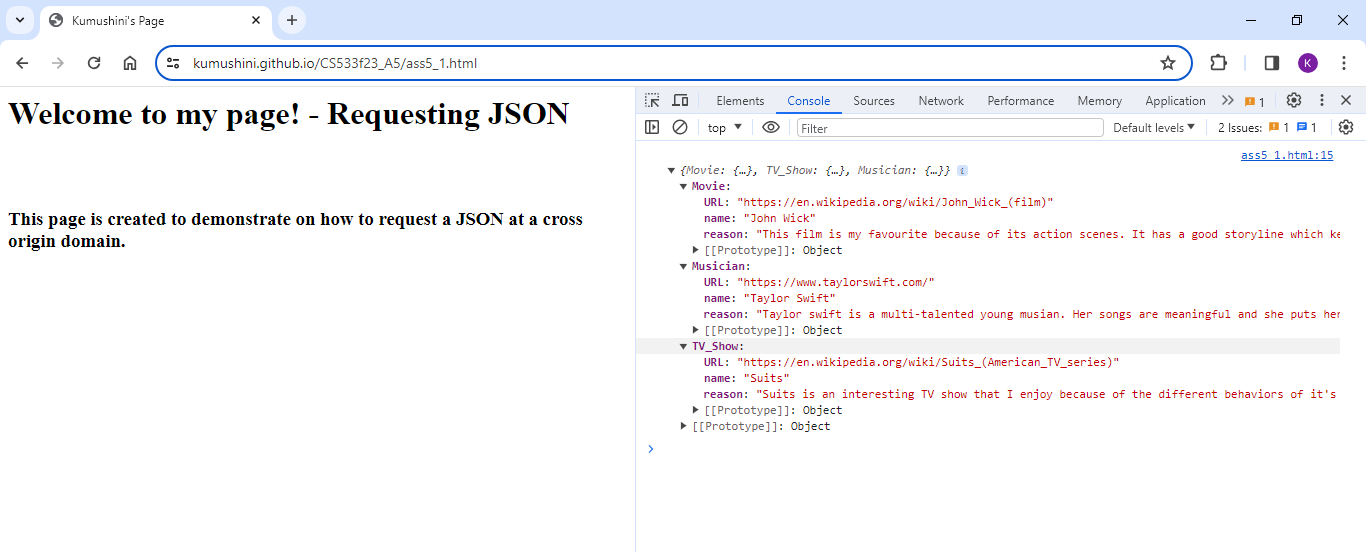 Kumushini's Page
kumushini.github.io/CS533f23_A5/ass5_1.html
K
Welcome to my page! - Requesting JSON
This page is created to demonstrate on how to request a JSON at a cross
origin domain.
Elements Console Sources Network Performance Memory Application 1
top Filter Default levels 2 Issues: 1 1
ass5_1.html:15
{Movie: {…}, TV_Show: {…}, Musician: {…}} i
Movie:
URL: "https://en.wikipedia.org/wiki/John_Wick_(film)"
name: "John Wick"
reason: "This film is my favourite because of its action scenes. It has a good storyline which ke
[[Prototype]]: Object
Musician:
URL: "https://www.taylorswift.com/"
name: "Taylor Swift"
reason: "Taylor swift is a multi-talented young musian. Her songs are meaningful and she puts her
[[Prototype]]: Object
TV_Show:
URL: "https://en.wikipedia.org/wiki/Suits_(American_TV_series)"
name: "Suits"
reason: "Suits is an interesting TV show that I enjoy because of the different behaviors of it's
[[Prototype]]: Object
[[Prototype]]: Object